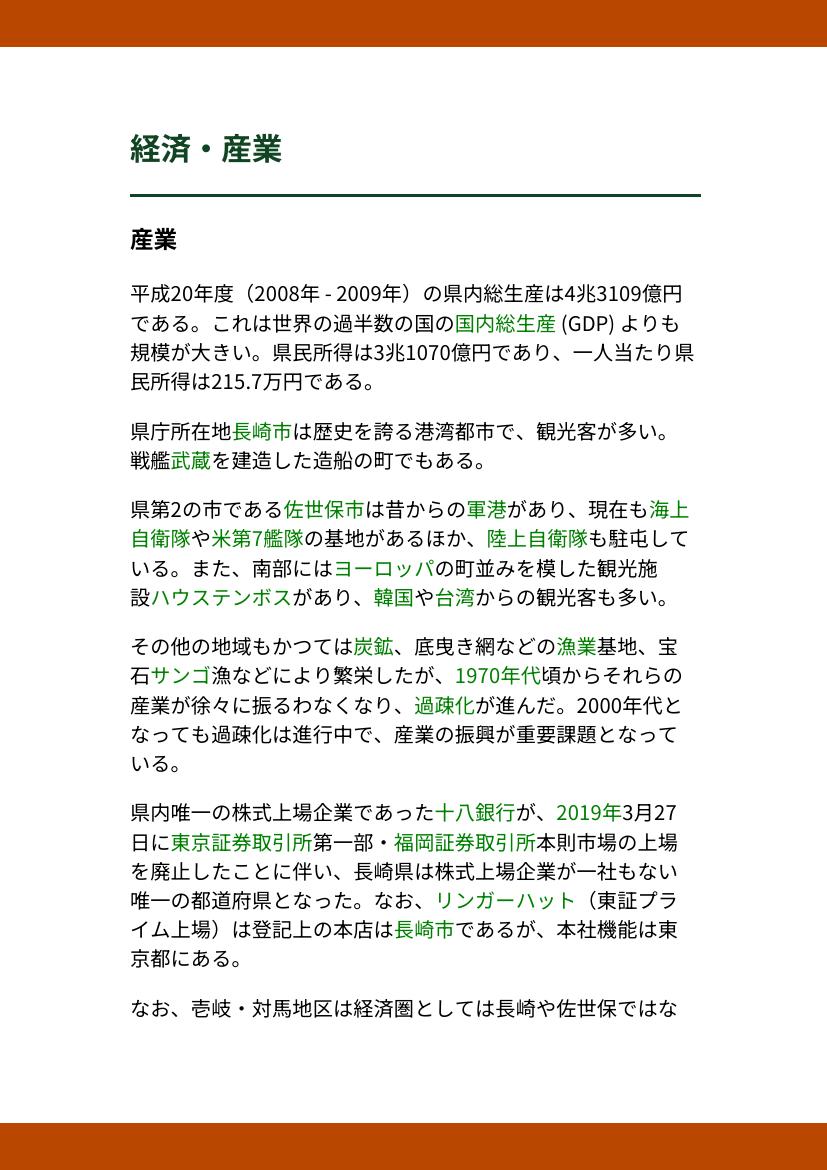 経済・産業
産業
平成20年度（2008年 - 2009年）の県内総生産は4兆3109億円
である。これは世界の過半数の国の国内総生産 (GDP) よりも
規模が大きい。県民所得は3兆1070億円であり、一人当たり県
民所得は215.7万円である。
県庁所在地長崎市は歴史を誇る港湾都市で、観光客が多い。
戦艦武蔵を建造した造船の町でもある。
県第2の市である佐世保市は昔からの軍港があり、現在も海上
自衛隊や米第7艦隊の基地があるほか、陸上自衛隊も駐屯して
いる。また、南部にはヨーロッパの町並みを模した観光施
設ハウステンボスがあり、韓国や台湾からの観光客も多い。
その他の地域もかつては炭鉱、底曳き網などの漁業基地、宝
石サンゴ漁などにより繁栄したが、1970年代頃からそれらの
産業が徐々に振るわなくなり、過疎化が進んだ。2000年代と
なっても過疎化は進行中で、産業の振興が重要課題となって
いる。
県内唯一の株式上場企業であった十八銀行が、2019年3月27
日に東京証券取引所第一部・福岡証券取引所本則市場の上場
を廃止したことに伴い、長崎県は株式上場企業が一社もない
唯一の都道府県となった。なお、リンガーハット（東証プラ
イム上場）は登記上の本店は長崎市であるが、本社機能は東
京都にある。
なお、壱岐・対馬地区は経済圏としては長崎や佐世保ではな